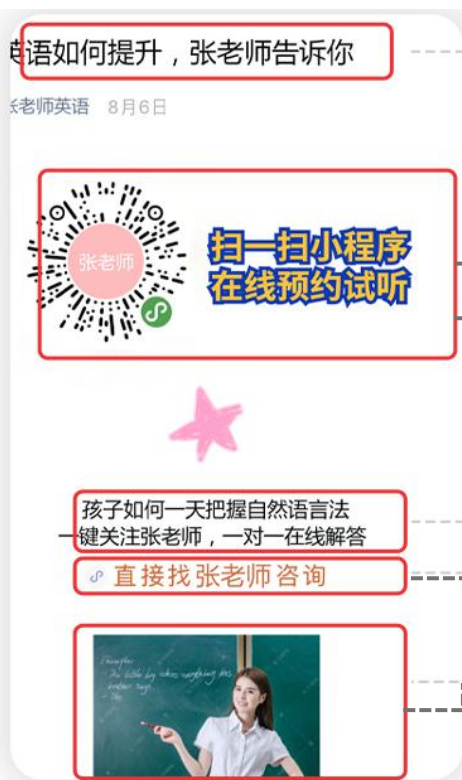 英语如何提升，张老师告诉你
张老师英语 8月6日
张老师
扫一扫小程序
在线预约试听
孩子如何一天把握自然语言法
一键关注张老师，一对一在线解答
直接找张老师咨询